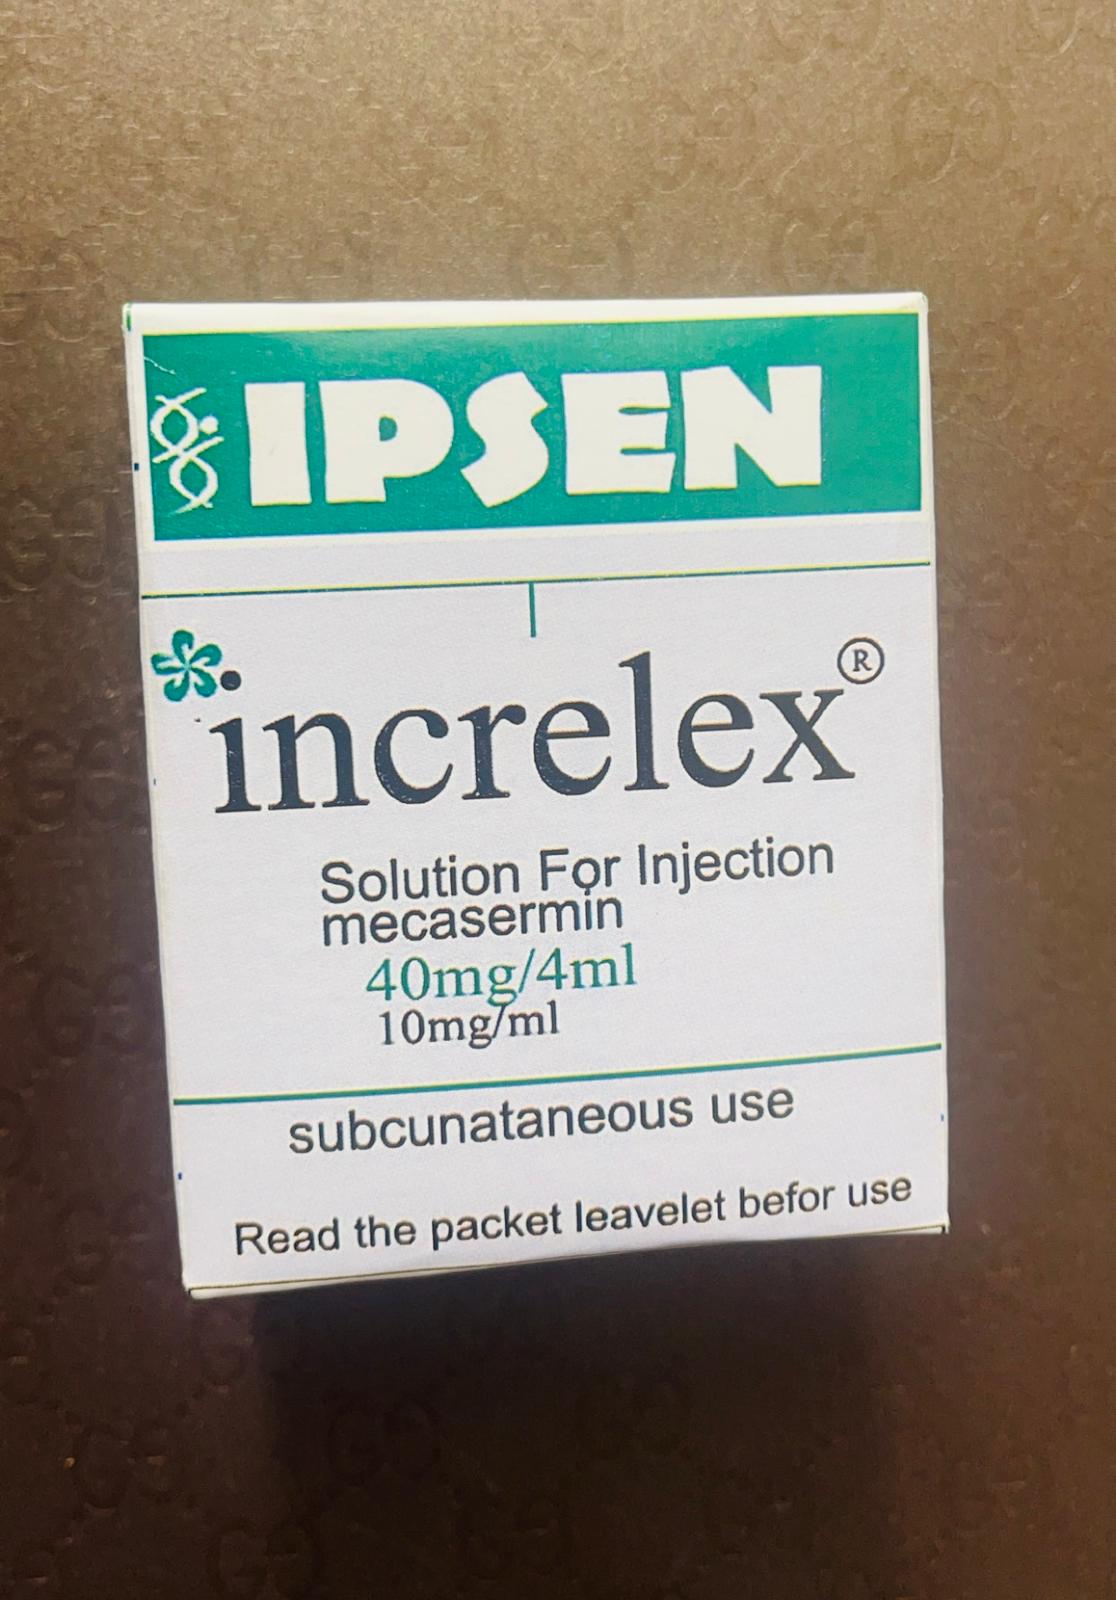 IPSEN
increlex®
Solution For Injection
mecasermin
40mg/4ml
10mg/ml
subcunataneous use
Read the packet leavelet befor use